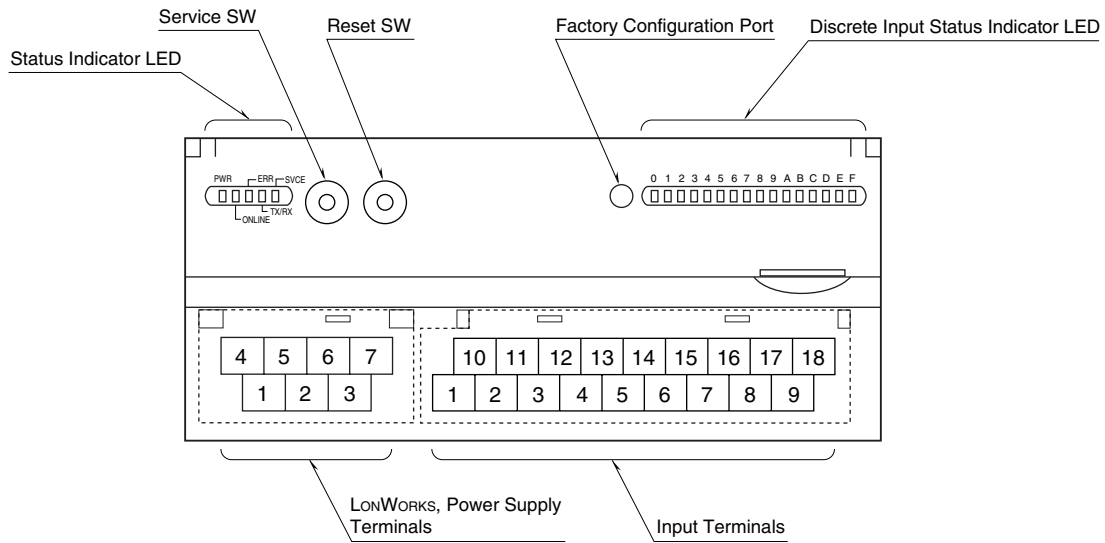 Service SW
Reset SW
Factory Configuration Port
Discrete Input Status Indicator LED
Status Indicator LED
PWR
ERR
SVCE
TX/RX
ONLINE
0 1 2 3 4 5 6 7 8 9 A B C D E F
4 5 6 7
1 2 3
10 11 12 13 14 15 16 17 18
1 2 3 4 5 6 7 8 9
LONWORKS, Power Supply
Terminals
Input Terminals